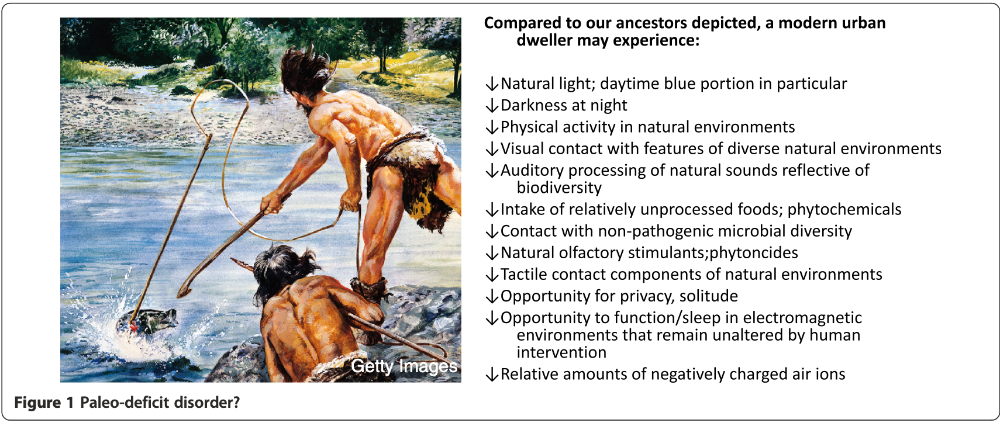 Compared to our ancestors depicted, a modern urban
dweller may experience:
↓Natural light; daytime blue portion in particular
↓Darkness at night
↓Physical activity in natural environments
↓Visual contact with features of diverse natural environments
↓Auditory processing of natural sounds reflective of
biodiversity
↓Intake of relatively unprocessed foods; phytochemicals
↓Contact with non-pathogenic microbial diversity
↓Natural olfactory stimulants;phytoncides
↓Tactile contact components of natural environments
↓Opportunity for privacy, solitude
↓Opportunity to function/sleep in electromagnetic
environments that remain unaltered by human
intervention
↓Relative amounts of negatively charged air ions
Getty Images
Figure 1 Paleo-deficit disorder?